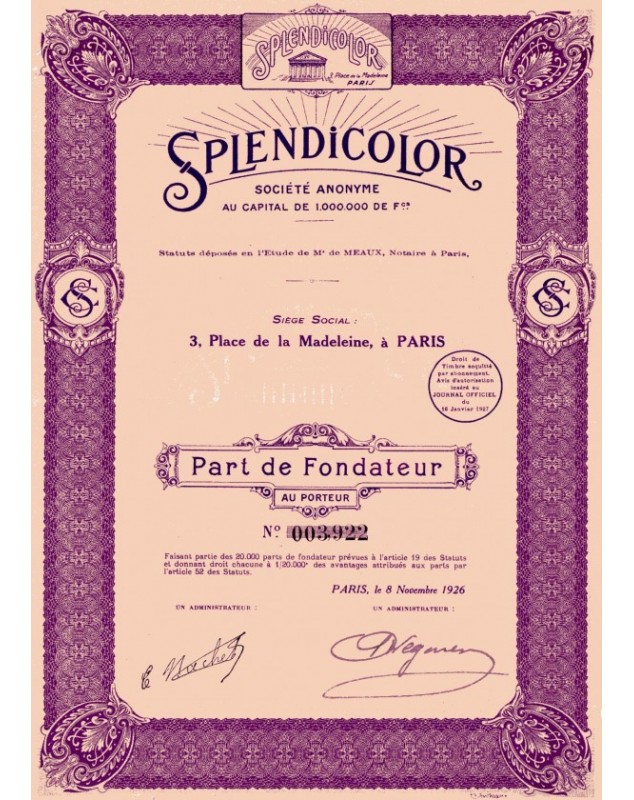 SPLENDiCOLOR
3, Place de la Madeleine
PARIS
SPLENDiCOLOR
SOCIÉTÉ ANONYME
AU CAPITAL DE 1.000.000 DE Fcs
Statuts déposés en l'Etude de Me de MEAUX, Notaire à Paris,
SIÈGE SOCIAL :
3, Place de la Madeleine, à PARIS
Droit de
Timbre acquitté
par abonnement.
Avis d'autorisation
inséré au
JOURNAL OFFICIEL
du
16 Janvier 1927
SC
SC
Part de Fondateur
AU PORTEUR
No 003,922
Faisant partie des 20.000 parts de fondateur prévues à l'article 19 des Statuts
et donnant droit chacune à 1/20.000e des avantages attribués aux parts par
l'article 52 des Statuts.
PARIS, le 8 Novembre 1926
UN ADMINISTRATEUR :
UN ADMINISTRATEUR :